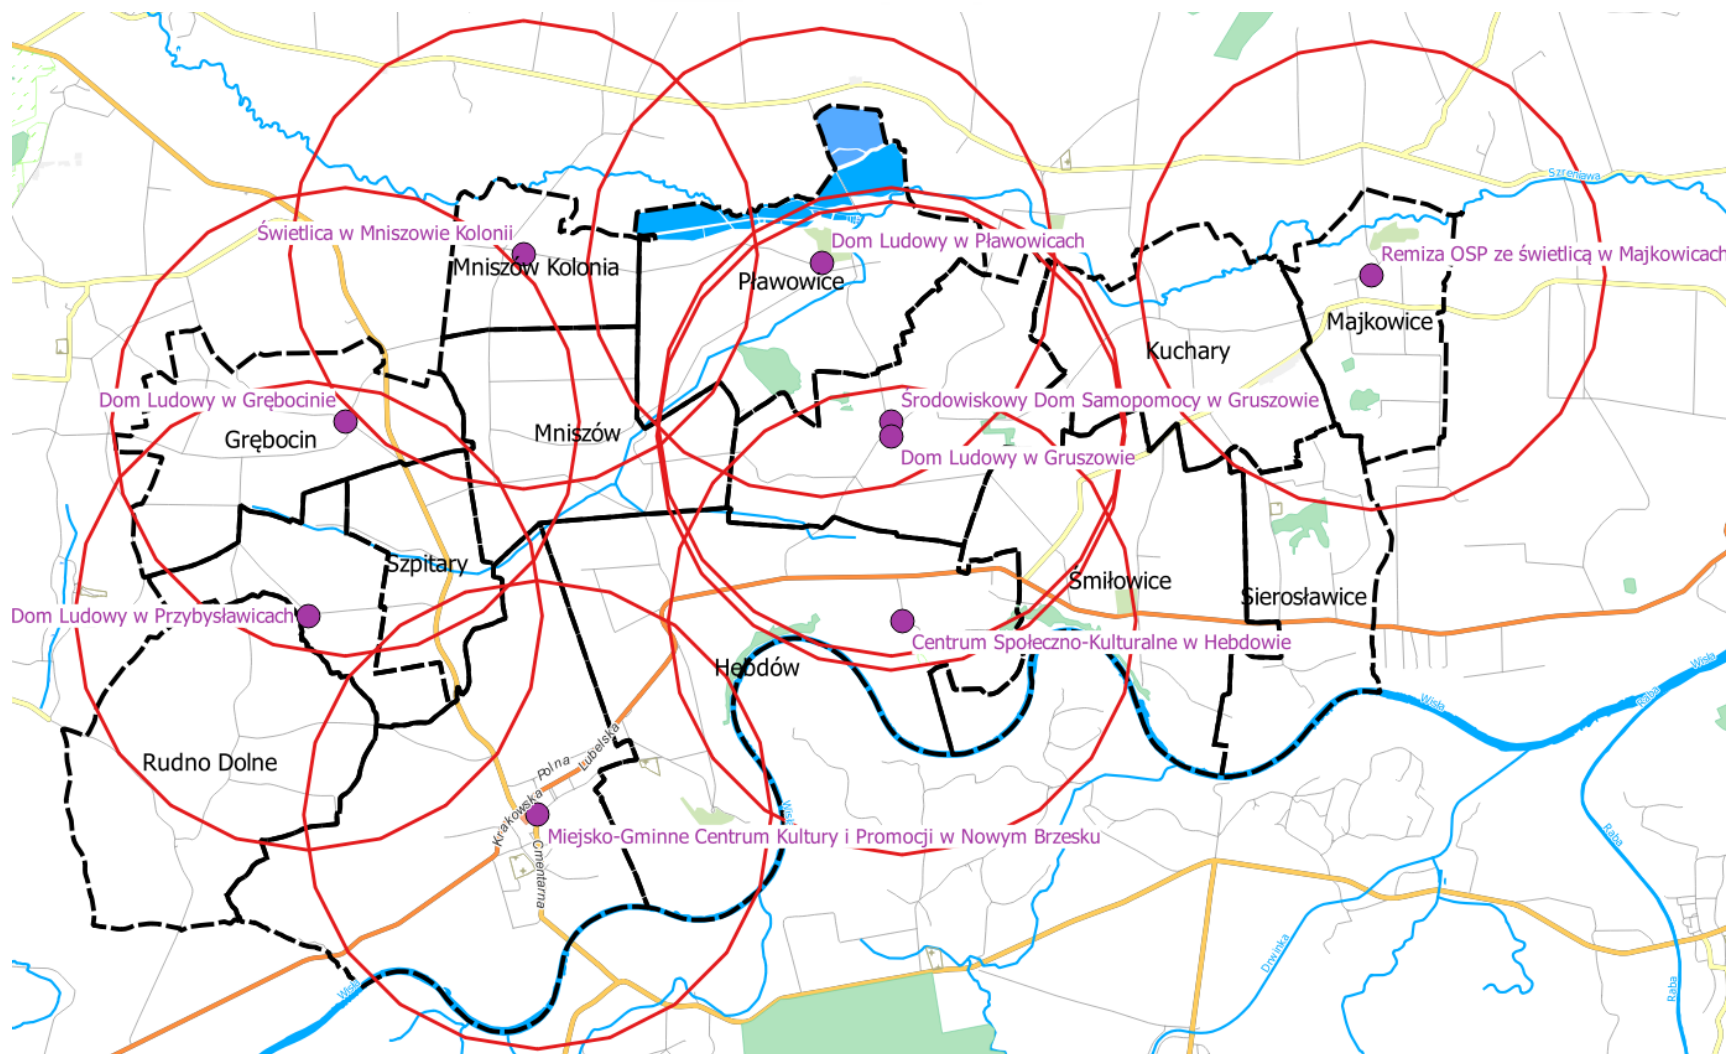 Szreniawa
Świetlica w Mniszowie Kolonii
Dom Ludowy w Pławowicach
Remiza OSP ze świetlicą w Majkowicach
Mniszów Kolonia
Pławowice
Majkowice
Kuchary
Dom Ludowy w Grębocinie
Środowiskowy Dom Samopomocy w Gruszowie
Grębocin
Mniszów
Dom Ludowy w Gruszowie
Szpitary
Śmiłowice
Sierosławice
Dom Ludowy w Przybysławicach
Centrum Społeczno-Kulturalne w Hebdowie
Hebdów
Wisła
Raba
Wisła
Rudno Dolne
Polna
Lubelska
Krakowska
Wisła
Miejsko-Gminne Centrum Kultury i Promocji w Nowym Brzesku
Raba
Cmentarna
Drwinka
Wisła
Raba